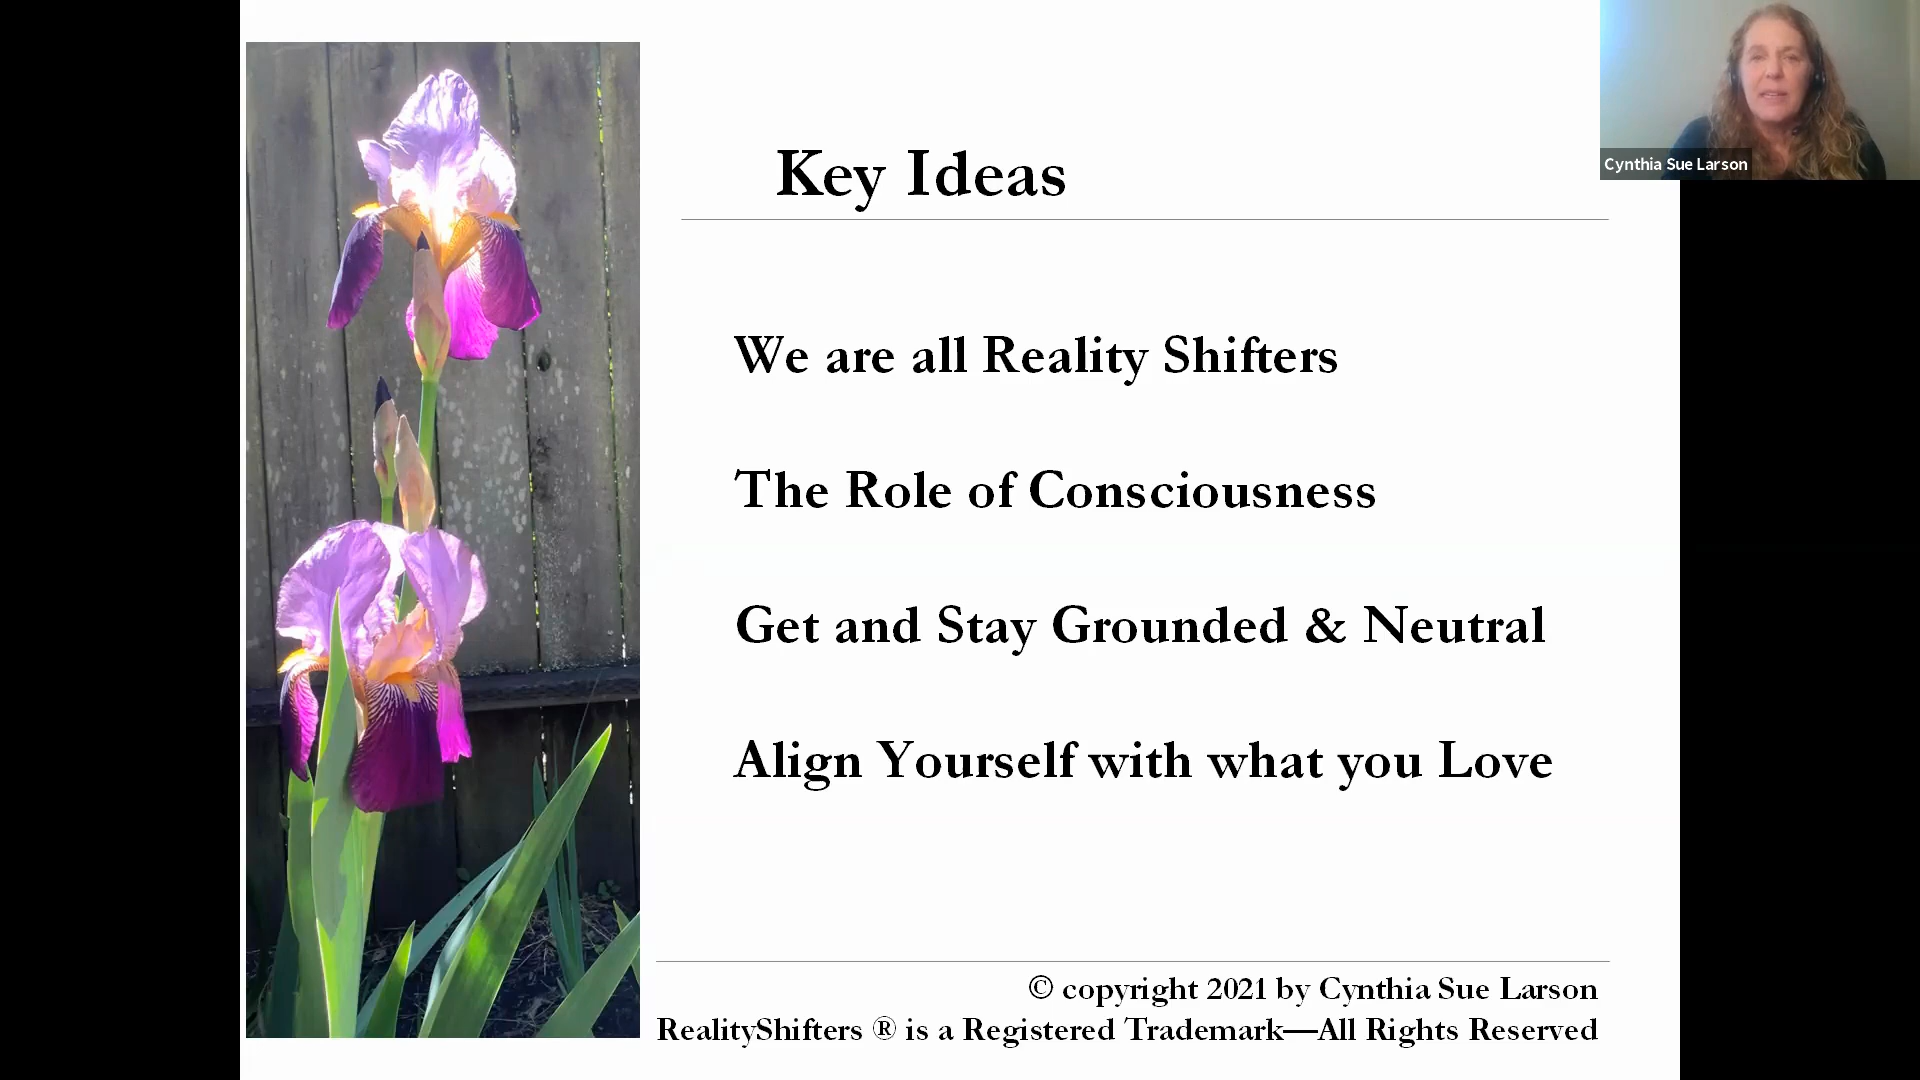 Key Ideas
We are all Reality Shifters
The Role of Consciousness
Get and Stay Grounded & Neutral
Align Yourself with what you Love
© copyright 2021 by Cynthia Sue Larson
RealityShifters ® is a Registered Trademark—All Rights Reserved
Cynthia Sue Larson